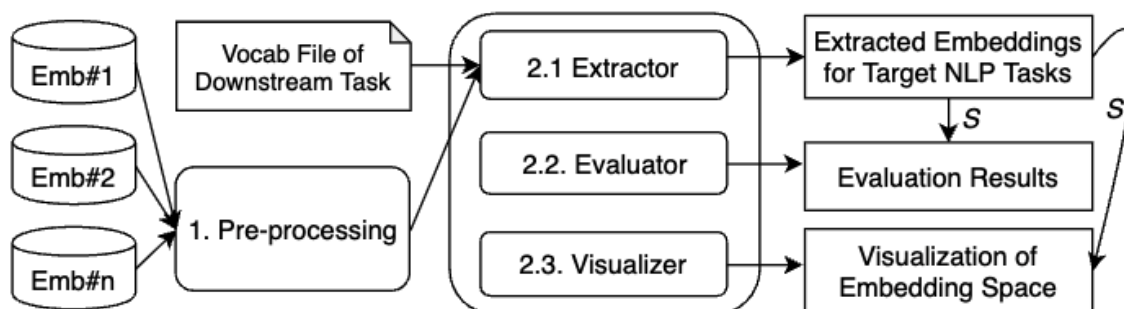 Emb#1
Emb#2
Emb#n
Vocab File of
Downstream Task
1. Pre-processing
2.1 Extractor
2.2. Evaluator
2.3. Visualizer
Extracted Embeddings
for Target NLP Tasks
S
S
Evaluation Results
Visualization of
Embedding Space